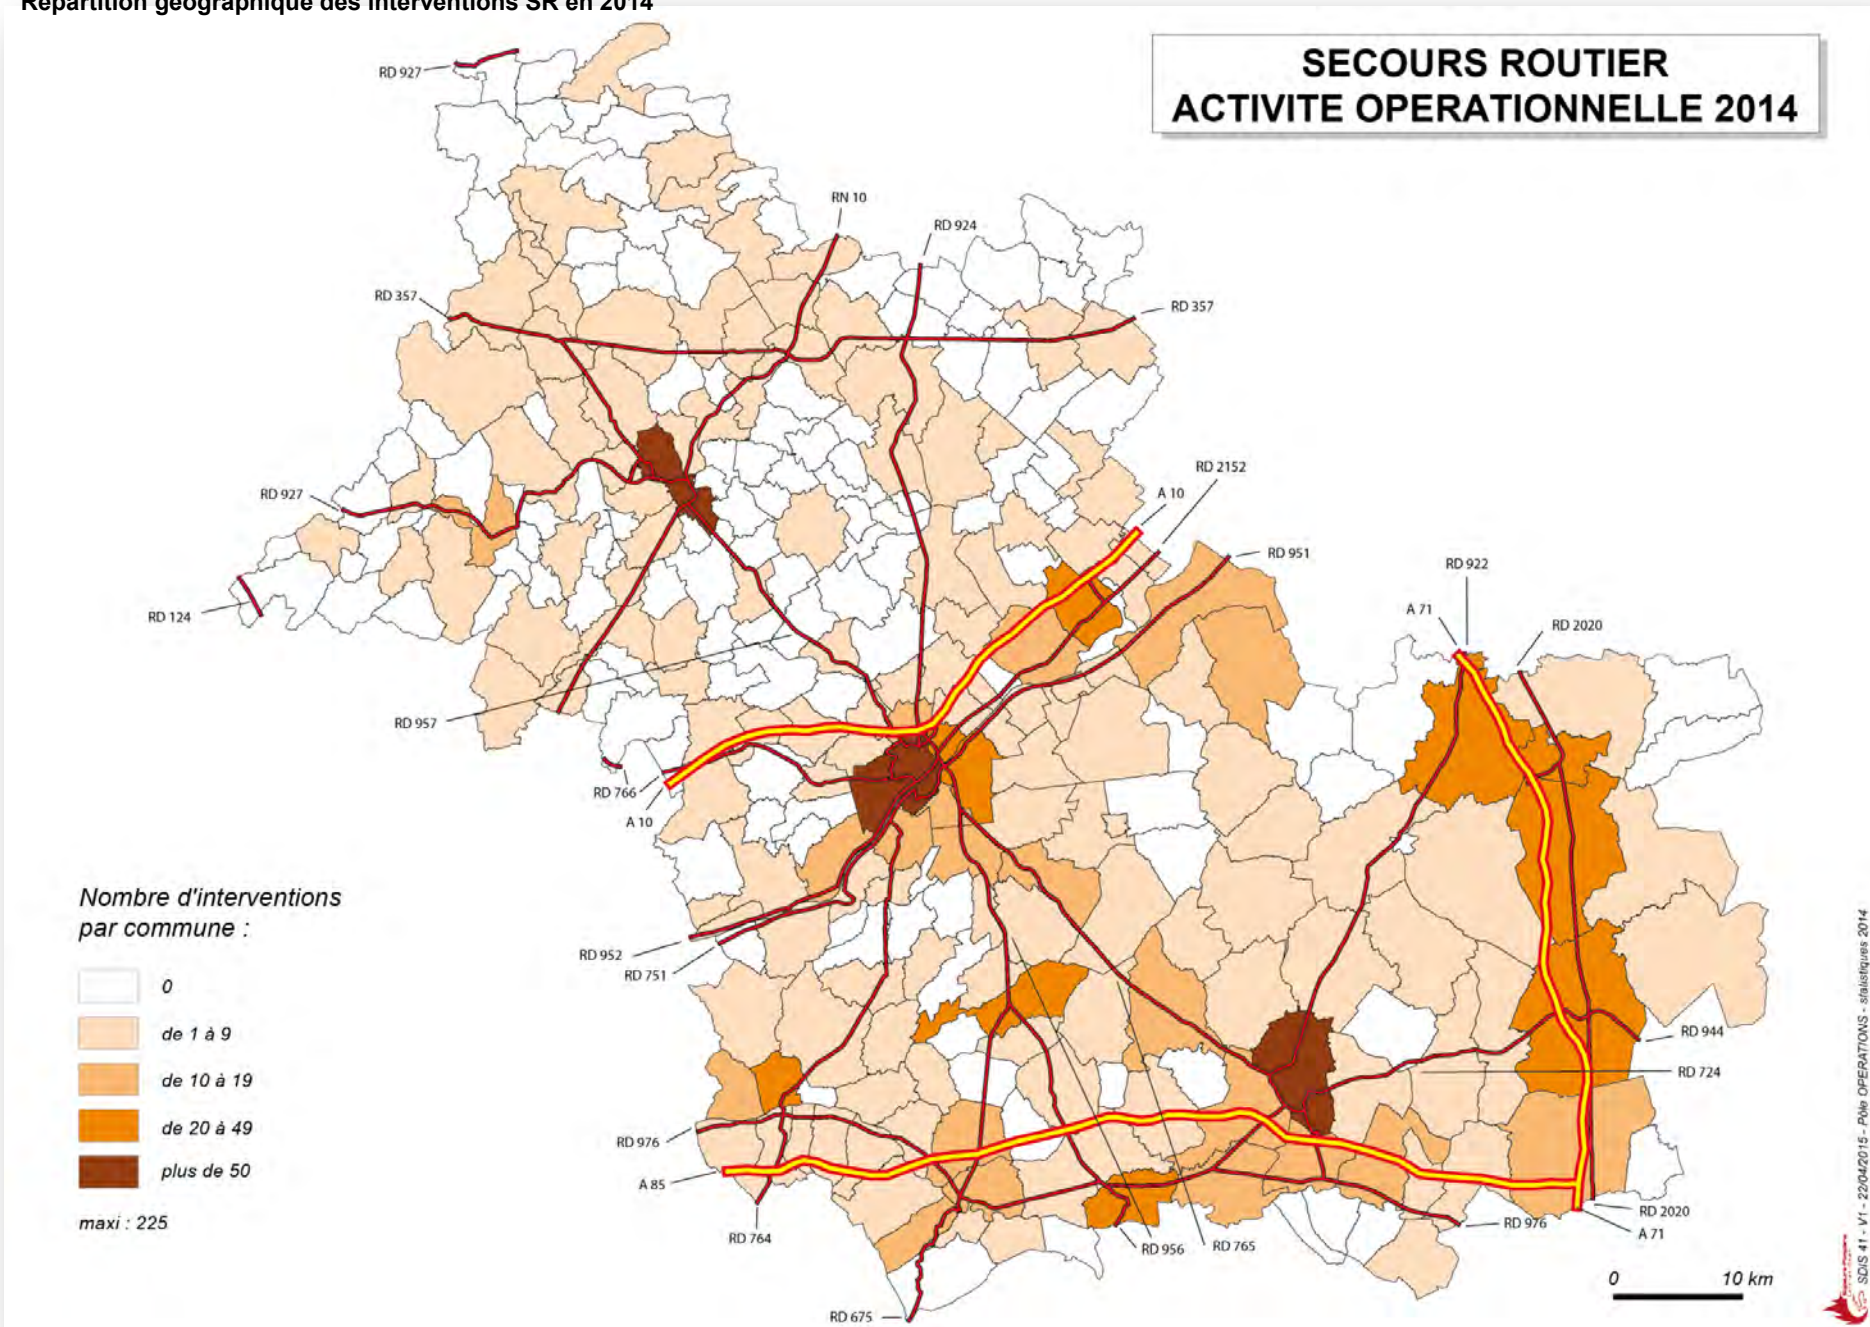 Répartition géographique des interventions SR en 2014
SECOURS ROUTIER
ACTIVITE OPERATIONNELLE 2014
RD 927
RN 10
RD 924
RD 357
RD 357
RD 2152
A 10
RD 927
RD 951
RD 922
A 71
RD 2020
RD 124
RD 957
RD 766
A 10
Nombre d'interventions
par commune :
0
de 1 à 9
de 10 à 19
de 20 à 49
plus de 50
maxi : 225
RD 952
RD 751
RD 944
RD 724
RD 976
A 85
RD 764
RD 956
RD 765
RD 976
RD 2020
A 71
RD 675
0 10 km
SDIS 41 - V1 - 22/04/2015 - Pôle OPERATIONS - statistiques 2014